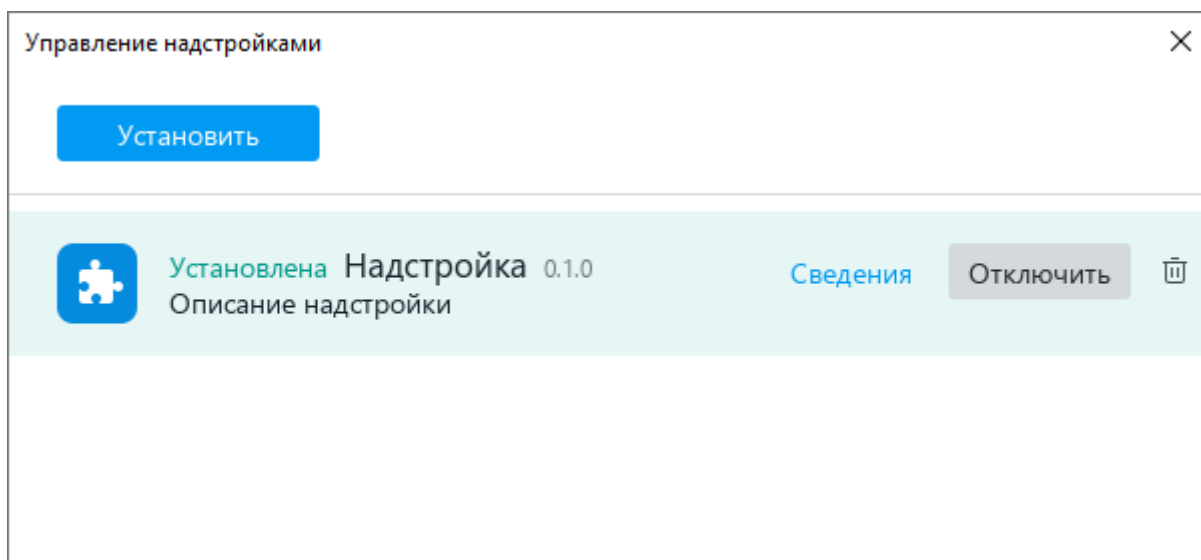 Управление надстройками
Установить
Установлена Надстройка 0.1.0 Сведения Отключить
Описание надстройки